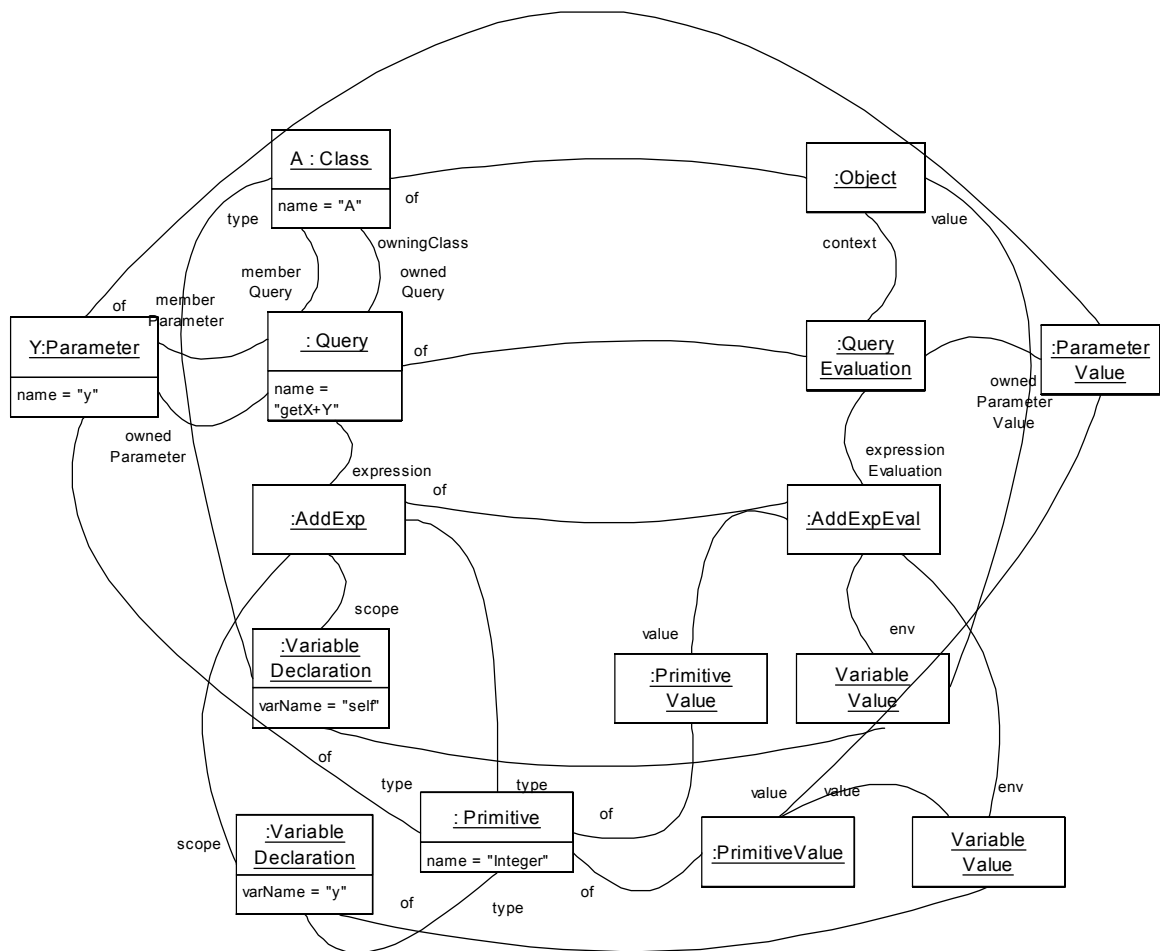 A : Class
name = "A"
:Object
of
type
value
owningClass
context
member
Query
owned
Query
of
member
Parameter
Y:Parameter
name = "y"
: Query
name =
"getX+Y"
of
:Query
Evaluation
:Parameter
Value
owned
Parameter
Value
owned
Parameter
expression
of
expression
Evaluation
:AddExp
:AddExpEval
scope
value
env
:Variable
Declaration
varName = "self"
:Primitive
Value
Variable
Value
of
type
type
of
value
value
env
: Primitive
name = "Integer"
scope
:Variable
Declaration
varName = "y"
:PrimitiveValue
Variable
Value
of
type
of